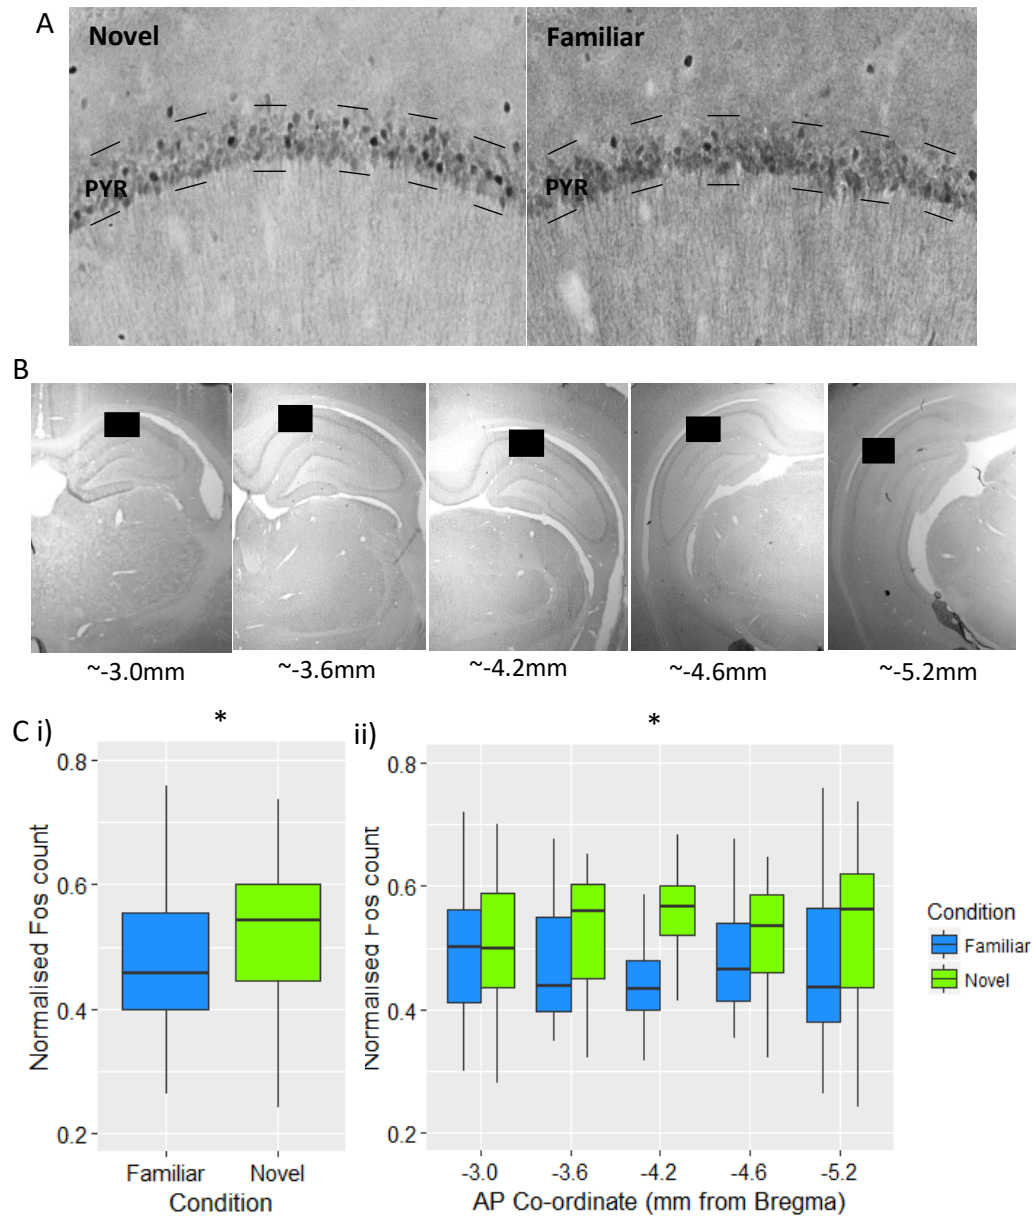 A
Novel
Familiar
PYR
PYR
B
~-3.0mm
~-3.6mm
~-4.2mm
~-4.6mm
~-5.2mm
C i)
*
ii)
*
Normalised Fos count
0.8
0.6
0.4
0.2
Familiar
Novel
Condition
Normalised Fos count
0.8
0.6
0.4
0.2
-3.0
-3.6
-4.2
-4.6
-5.2
AP Co-ordinate (mm from Bregma)
Condition
Familiar
Novel